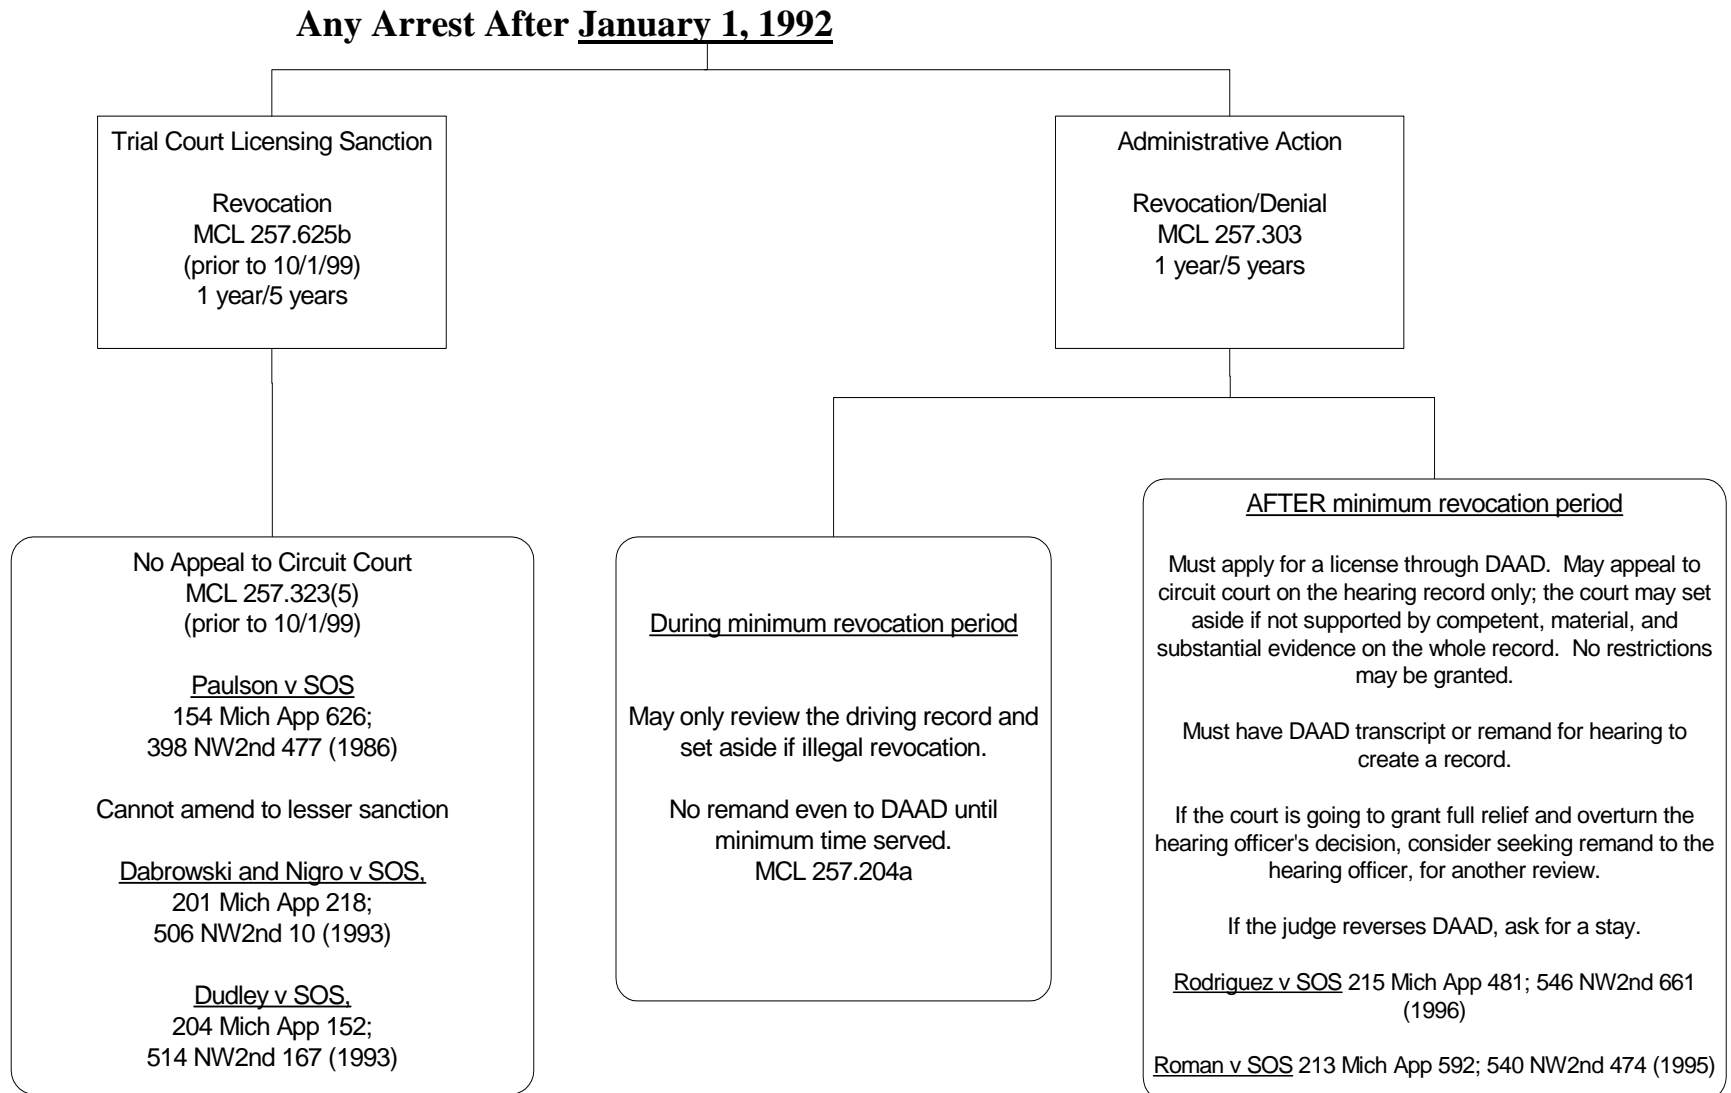 Any Arrest After January 1, 1992
Trial Court Licensing Sanction
Revocation
MCL 257.625b
(prior to 10/1/99)
1 year/5 years
Administrative Action
Revocation/Denial
MCL 257.303
1 year/5 years
No Appeal to Circuit Court
MCL 257.323(5)
(prior to 10/1/99)
Paulson v SOS
154 Mich App 626;
398 NW2nd 477 (1986)
Cannot amend to lesser sanction
Dabrowski and Nigro v SOS,
201 Mich App 218;
506 NW2nd 10 (1993)
Dudley v SOS,
204 Mich App 152;
514 NW2nd 167 (1993)
During minimum revocation period
May only review the driving record and
set aside if illegal revocation.
No remand even to DAAD until
minimum time served.
MCL 257.204a
AFTER minimum revocation period
Must apply for a license through DAAD. May appeal to
circuit court on the hearing record only; the court may set
aside if not supported by competent, material, and
substantial evidence on the whole record. No restrictions
may be granted.
Must have DAAD transcript or remand for hearing to
create a record.
If the court is going to grant full relief and overturn the
hearing officer's decision, consider seeking remand to the
hearing officer, for another review.
If the judge reverses DAAD, ask for a stay.
Rodriguez v SOS 215 Mich App 481; 546 NW2nd 661
(1996)
Roman v SOS 213 Mich App 592; 540 NW2nd 474 (1995)